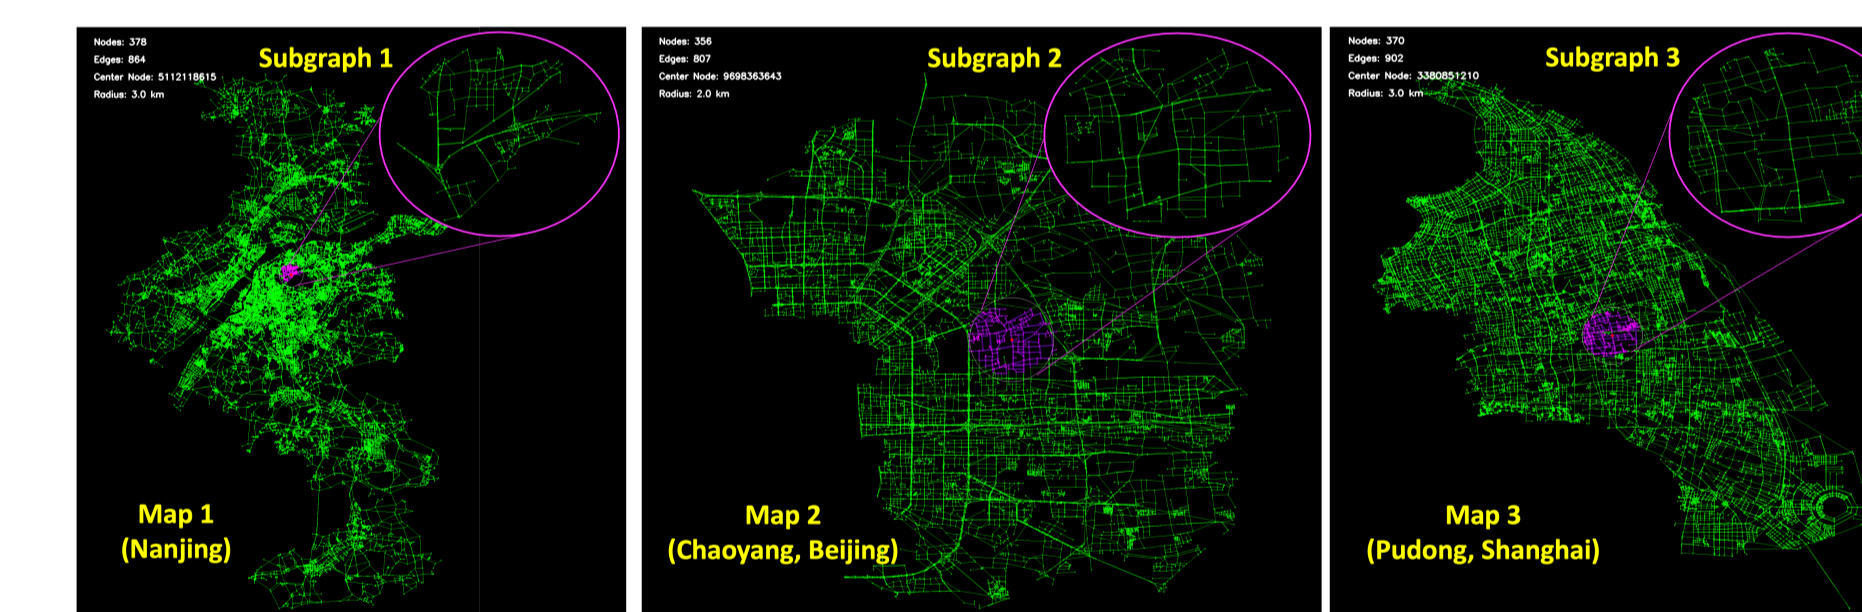 Nodes: 378
Edges: 864
Center Node: 5112118615
Radius: 3.0 km
Subgraph 1
Map 1
(Nanjing)
Nodes: 356
Edges: 807
Center Node: 9698363643
Radius: 2.0 km
Subgraph 2
Map 2
(Chaoyang, Beijing)
Nodes: 370
Edges: 902
Center Node: 3380851210
Radius: 3.0 km
Subgraph 3
Map 3
(Pudong, Shanghai)